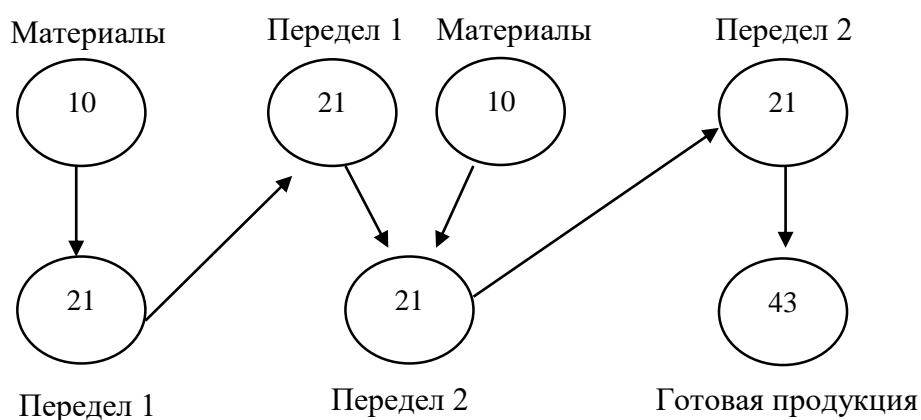 Материалы
Передел 1
Материалы
Передел 2
10
21
10
21
21
21
43
Передел 1
Передел 2
Готовая продукция